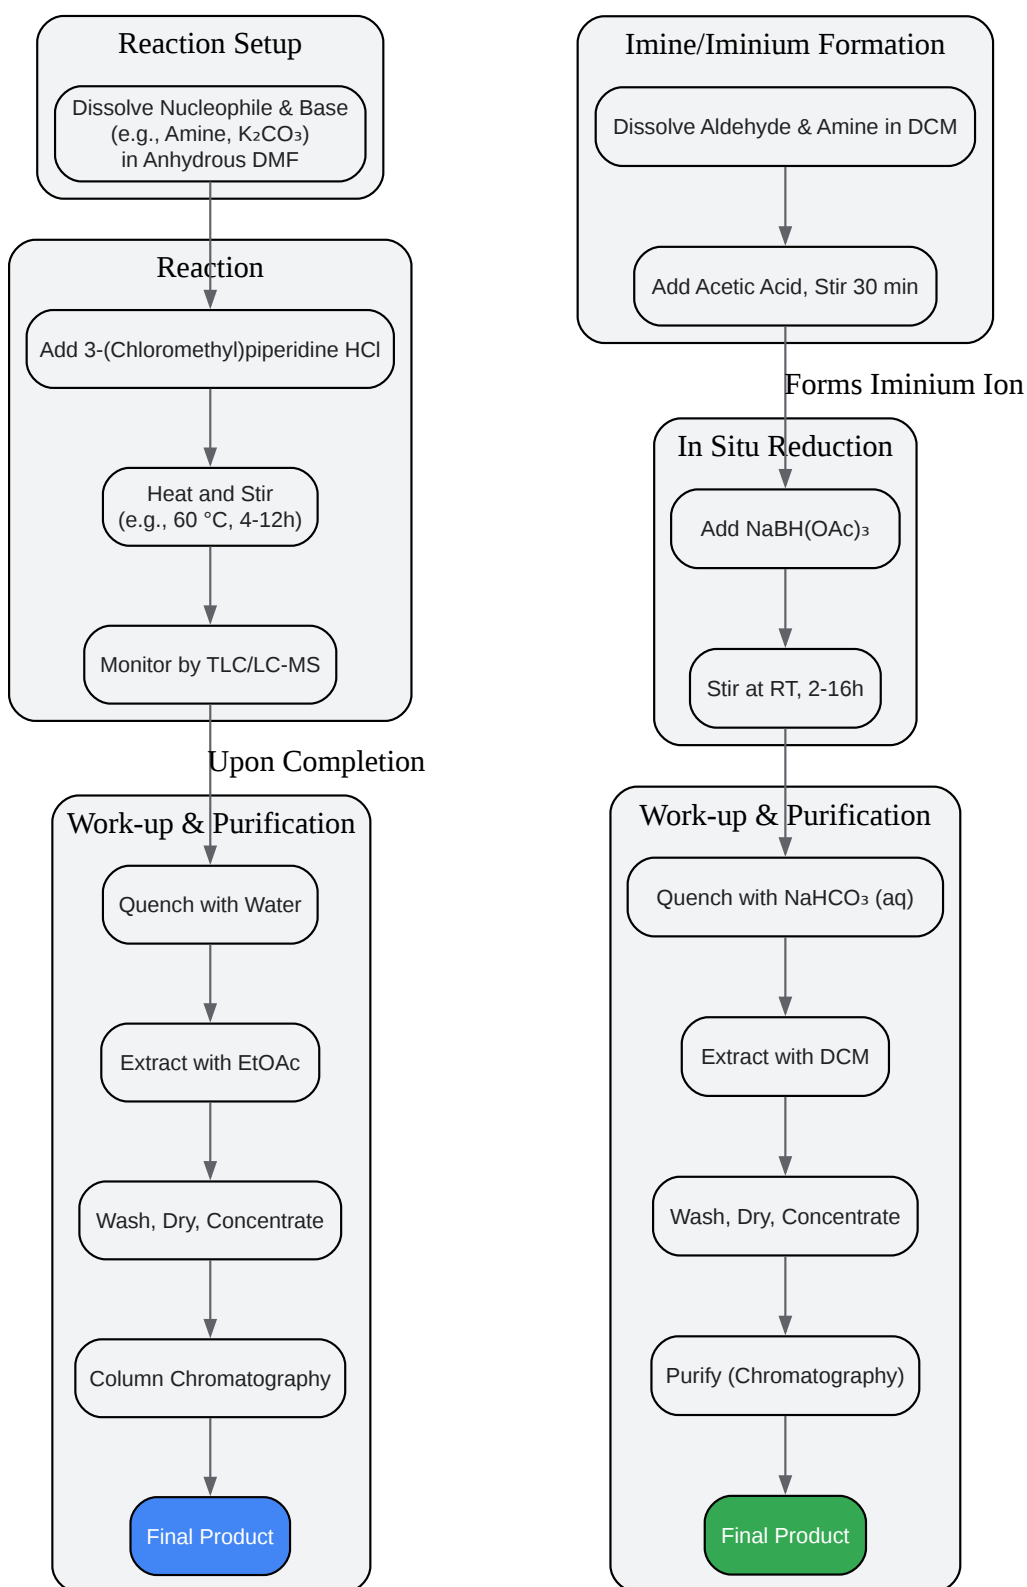 Reaction Setup
Dissolve Nucleophile & Base
(e.g., Amine, K₂CO₃)
in Anhydrous DMF
Reaction
Add 3-(Chloromethyl)piperidine HCl
Heat and Stir
(e.g., 60 °C, 4-12h)
Monitor by TLC/LC-MS
Upon Completion
Work-up & Purification
Quench with Water
Extract with EtOAc
Wash, Dry, Concentrate
Column Chromatography
Final Product
Imine/Iminium Formation
Dissolve Aldehyde & Amine in DCM
Add Acetic Acid, Stir 30 min
Forms Iminium Ion
In Situ Reduction
Add NaBH(OAc)₃
Stir at RT, 2-16h
Work-up & Purification
Quench with NaHCO₃ (aq)
Extract with DCM
Wash, Dry, Concentrate
Purify (Chromatography)
Final Product